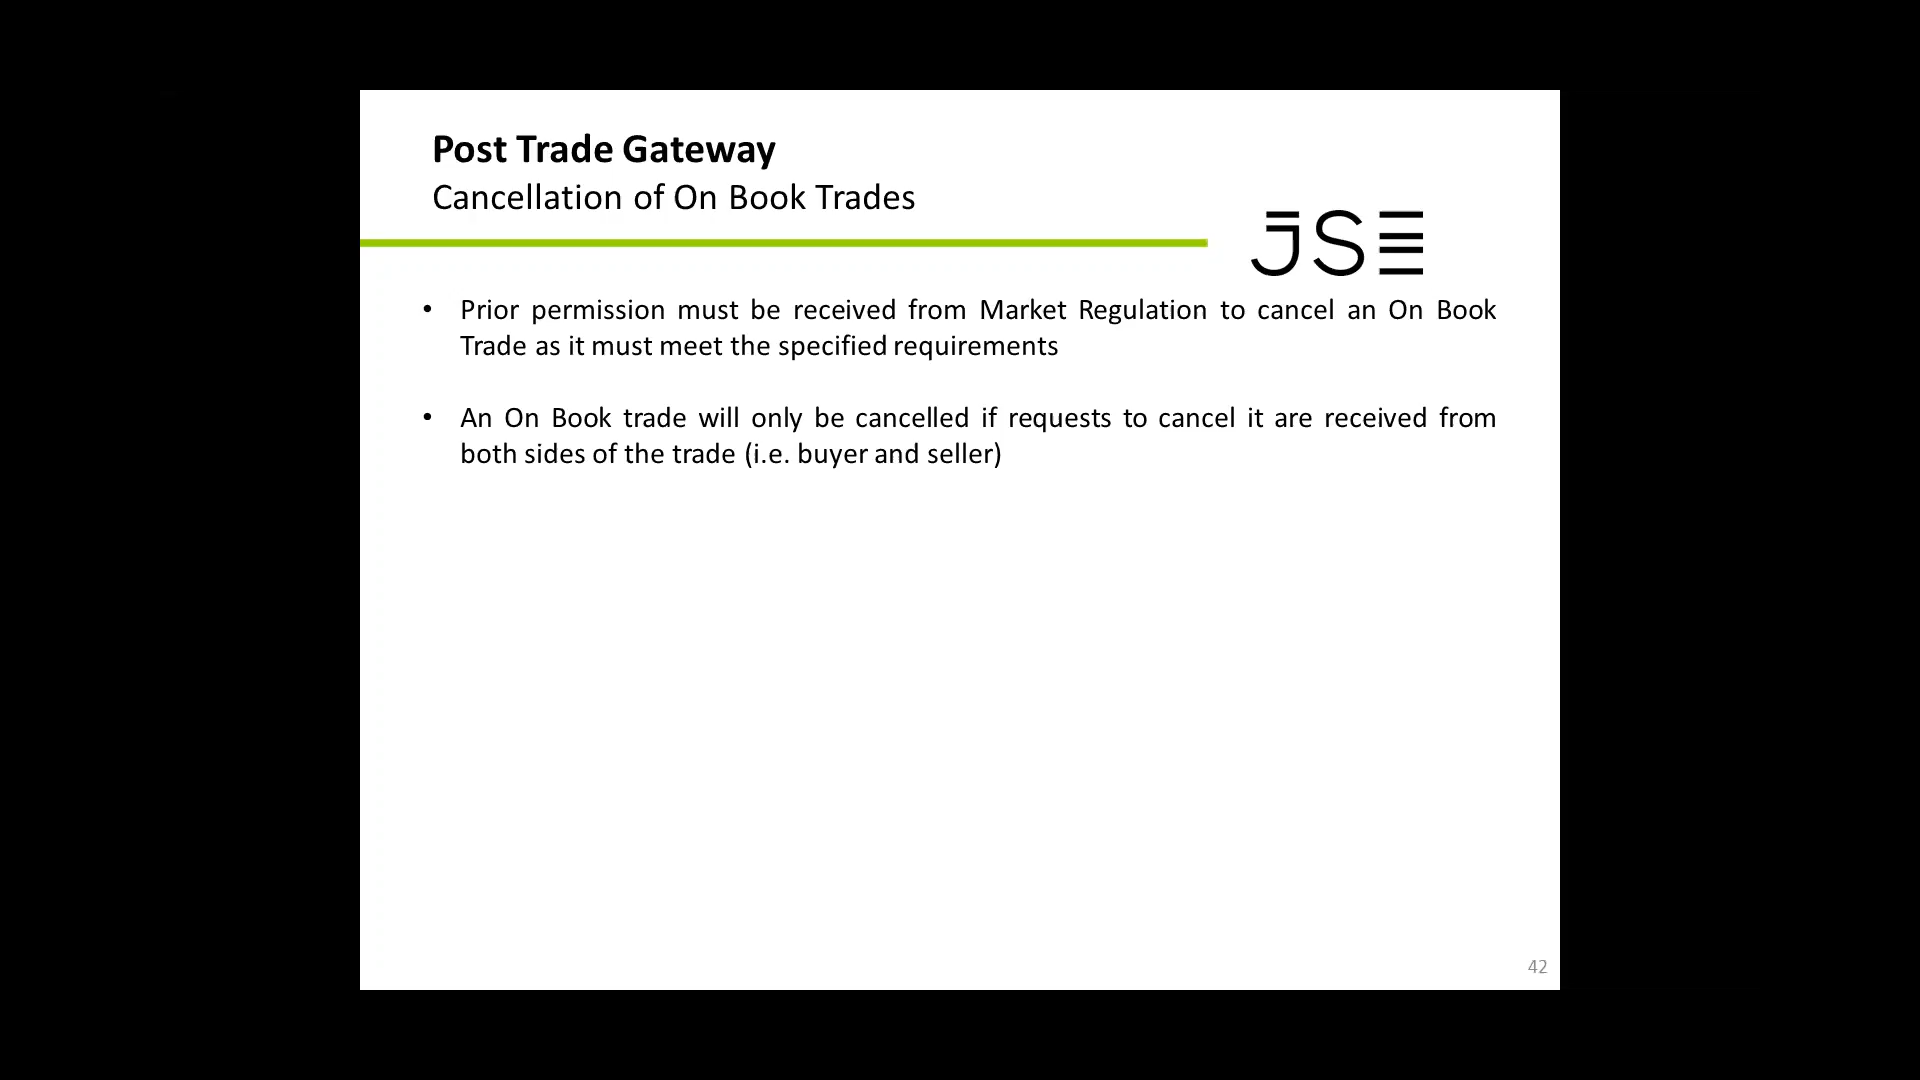 Post Trade Gateway
Cancellation of On Book Trades
JSE
• Prior permission must be received from Market Regulation to cancel an On Book
Trade as it must meet the specified requirements
• An On Book trade will only be cancelled if requests to cancel it are received from
both sides of the trade (i.e. buyer and seller)
42